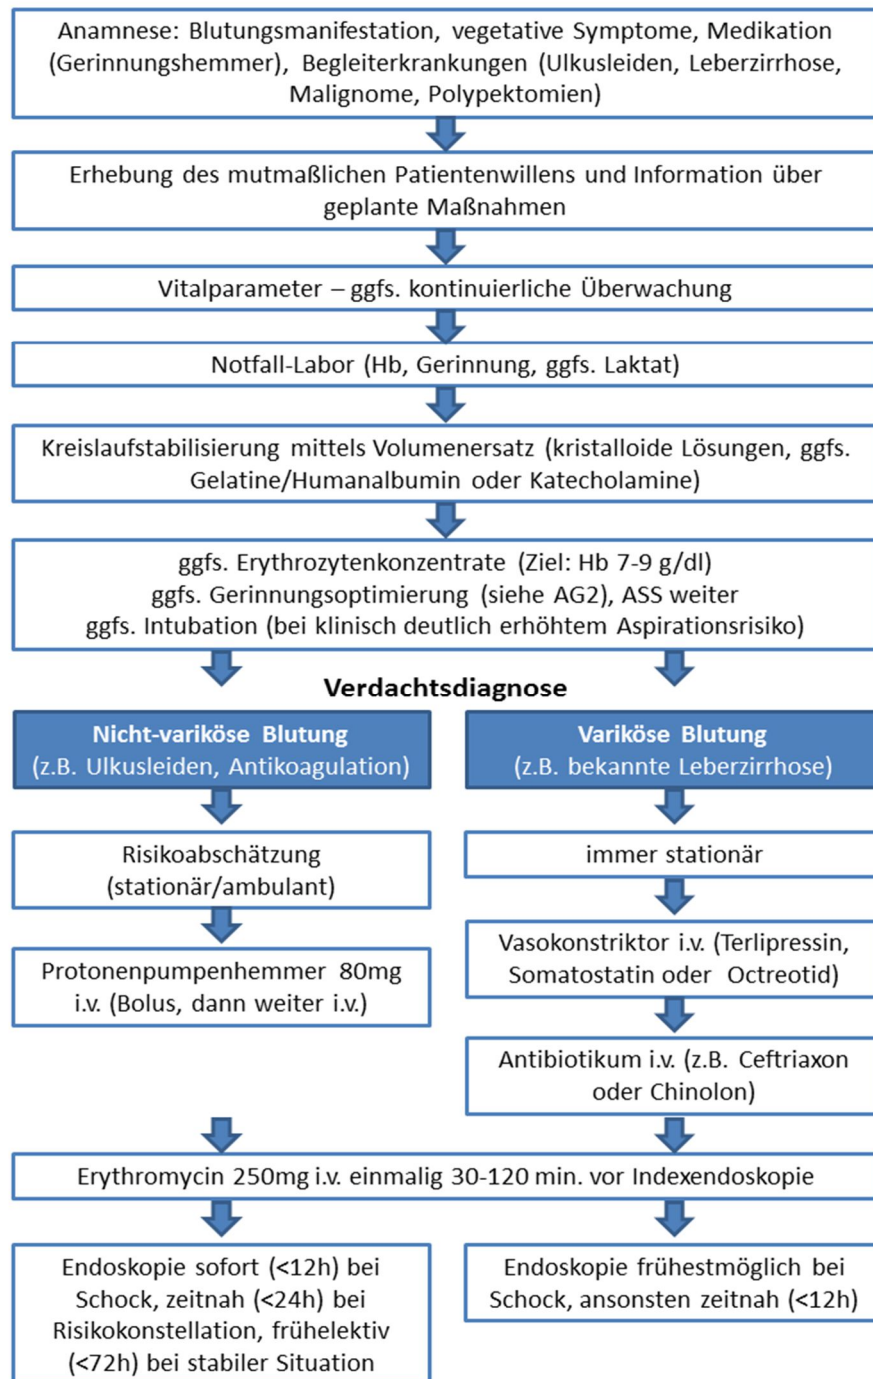 Anamnese: Blutungsmanifestation, vegetative Symptome, Medikation
(Gerinnungshemmer), Begleiterkrankungen (Ulkusleiden, Leberzirrhose,
Malignome, Polypektomien)
Erhebung des mutmaßlichen Patientenwillens und Information über
geplante Maßnahmen
Vitalparameter – ggfs. kontinuierliche Überwachung
Notfall-Labor (Hb, Gerinnung, ggfs. Laktat)
Kreislaufstabilisierung mittels Volumenersatz (kristalloide Lösungen, ggfs.
Gelatine/Humanalbumin oder Katecholamine)
ggfs. Erythrozytenkonzentrate (Ziel: Hb 7-9 g/dl)
ggfs. Gerinnungsoptimierung (siehe AG2), ASS weiter
ggfs. Intubation (bei klinisch deutlich erhöhtem Aspirationsrisiko)
Verdachtsdiagnose
Nicht-variköse Blutung
(z.B. Ulkusleiden, Antikoagulation)
Risikoabschätzung
(stationär/ambulant)
Protonenpumpenhemmer 80mg
i.v. (Bolus, dann weiter i.v.)
Variköse Blutung
(z.B. bekannte Leberzirrhose)
immer stationär
Vasokonstriktor i.v. (Terlipressin,
Somatostatin oder Octreotid)
Antibiotikum i.v. (z.B. Ceftriaxon
oder Chinolon)
Erythromycin 250mg i.v. einmalig 30-120 min. vor Indexendoskopie
Endoskopie sofort (<12h) bei
Schock, zeitnah (<24h) bei
Risikokonstellation, frühelektiv
(<72h) bei stabiler Situation
Endoskopie frühestmöglich bei
Schock, ansonsten zeitnah (<12h)